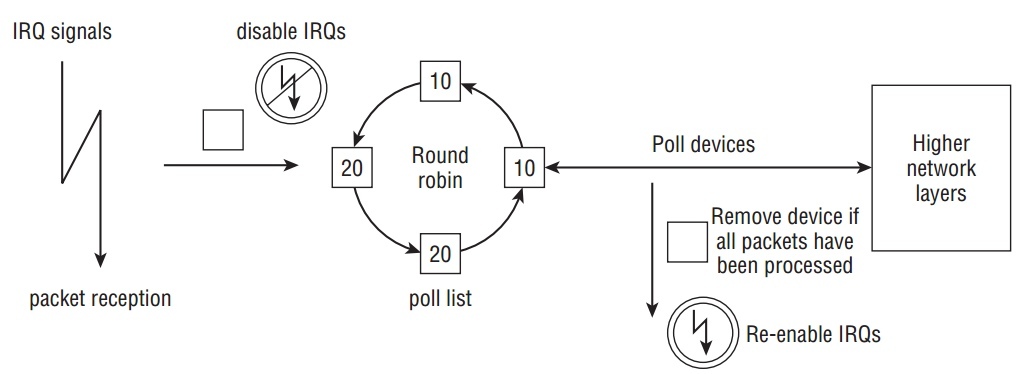 IRQ signals
disable IRQs
10
20
Round
robin
10
20
poll list
packet reception
Poll devices
Higher
network
layers
Remove device if
all packets have
been processed
Re-enable IRQs